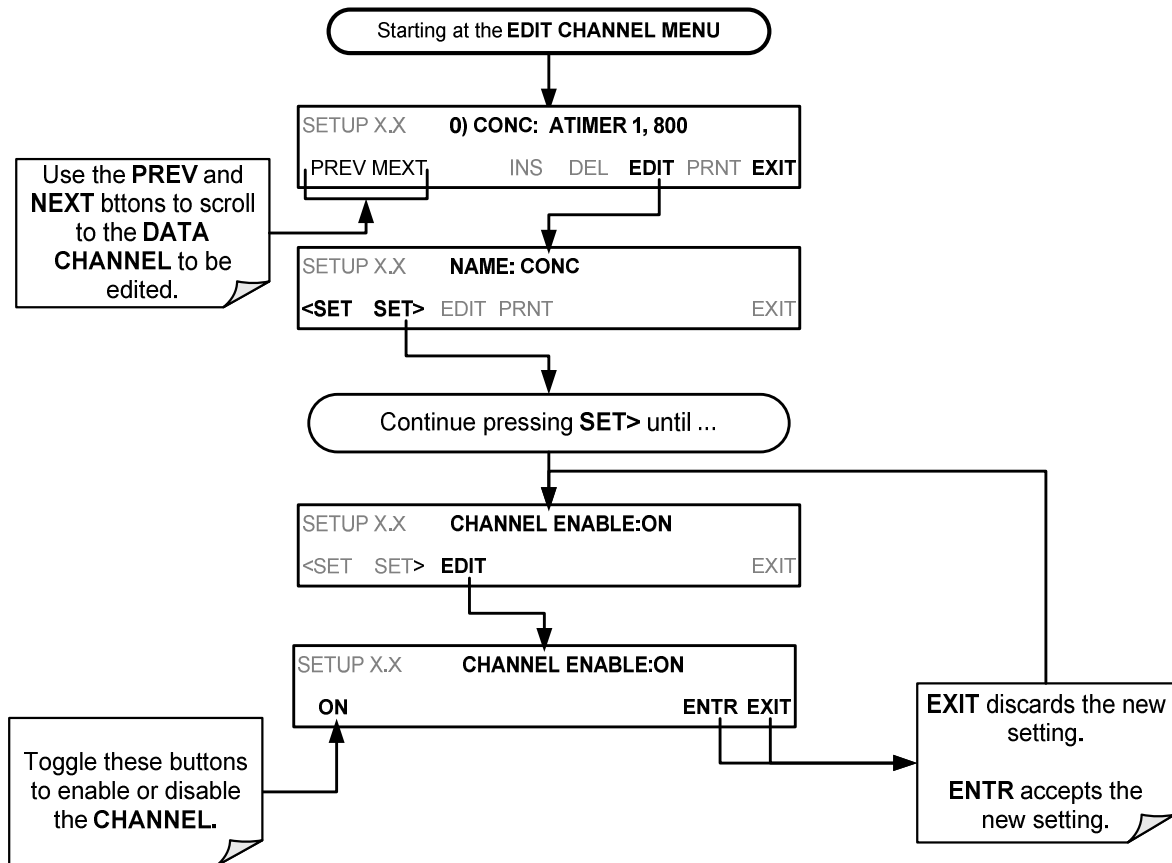 Starting at the EDIT CHANNEL MENU
SETUP X.X 0) CONC: ATIMER 1, 800
PREV MEXT INS DEL EDIT PRNT EXIT
Use the PREV and
NEXT bttons to scroll
to the DATA
CHANNEL to be
edited.
SETUP X.X NAME: CONC
<SET SET> EDIT PRNT EXIT
Continue pressing SET> until ...
SETUP X.X CHANNEL ENABLE:ON
<SET SET> EDIT EXIT
SETUP X.X CHANNEL ENABLE:ON
ON ENTR EXIT
Toggle these buttons
to enable or disable
the CHANNEL.
EXIT discards the new
setting.
ENTR accepts the
new setting.